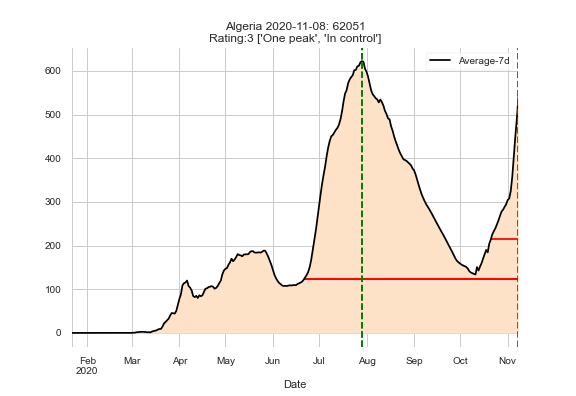 Algeria 2020-11-08: 62051
Rating:3 ['One peak', 'In control']
Average-7d
600
500
400
300
200
100
0
Feb Mar Apr May Jun Jul Aug Sep Oct Nov
2020
Date